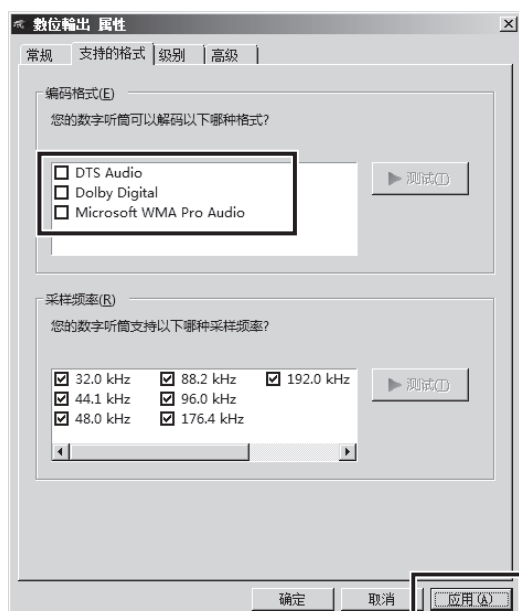 數位輸出 屬性
常规 支持的格式 级别 高级
编码格式(E)
您的数字听筒可以解码以下哪种格式?
DTS Audio
Dolby Digital
Microsoft WMA Pro Audio
测试(T)
采样频率(R)
您的数字听筒支持以下哪种采样频率?
32.0 kHz 88.2 kHz 192.0 kHz
44.1 kHz 96.0 kHz
48.0 kHz 176.4 kHz
测试(T)
确定 取消 应用(A)